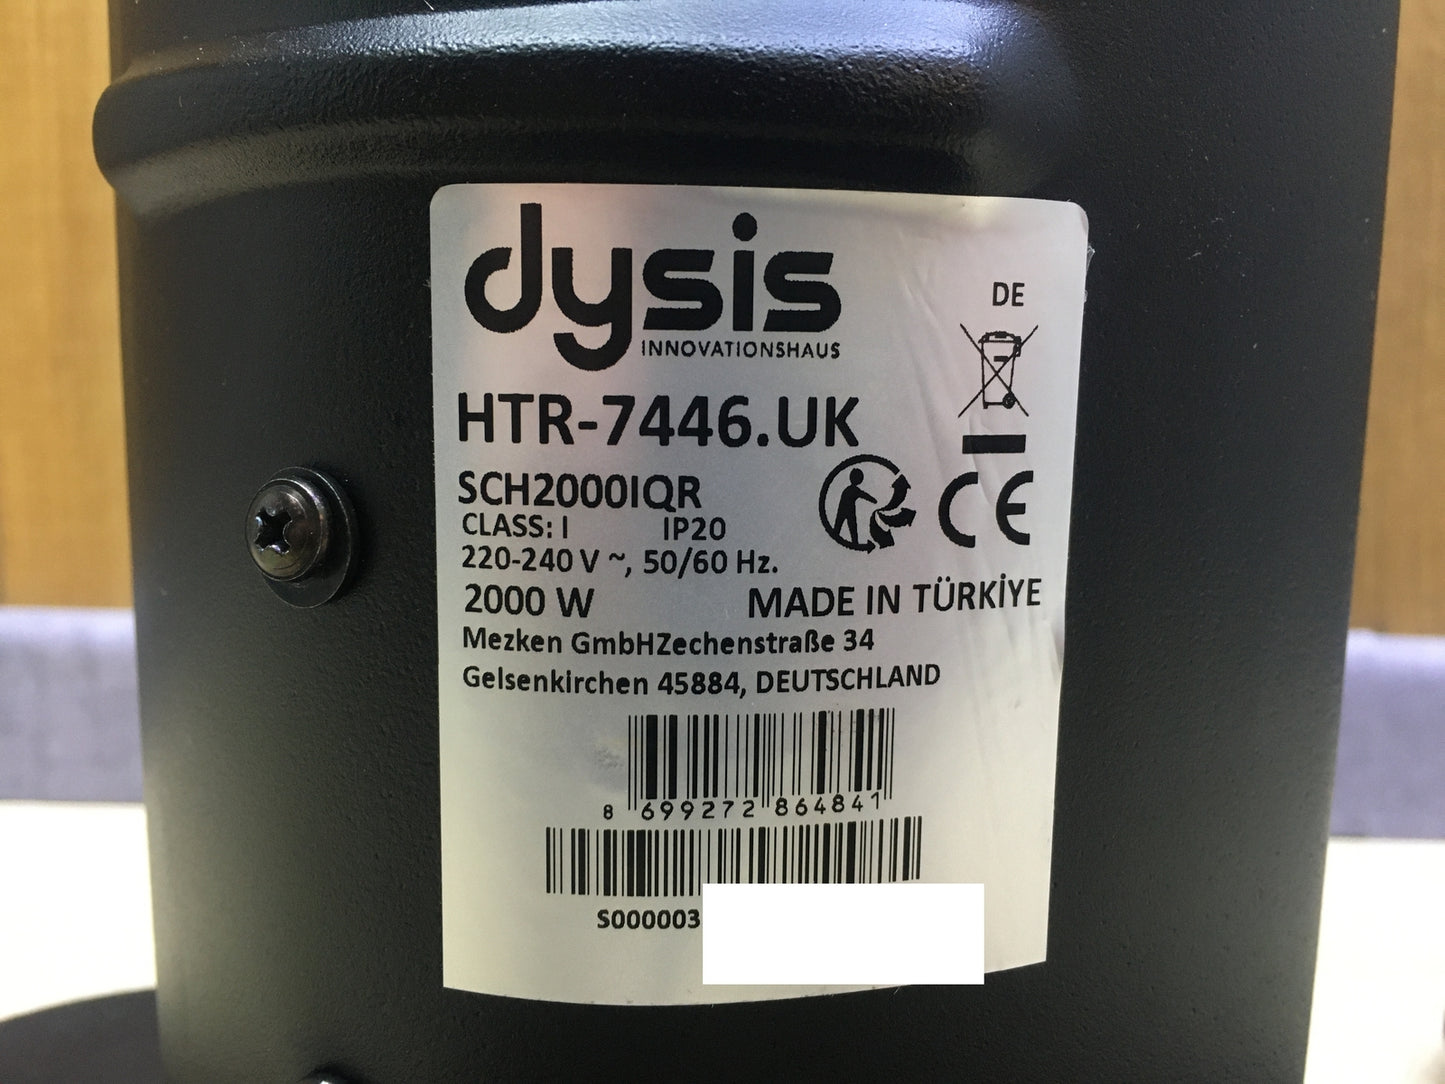 dysis
INNOVATIONSHAUS
DE
HTR-7446.UK
SCH2000IQR
CLASS: I IP20
CE
220-240 V ~, 50/60 Hz.
2000 W MADE IN TÜRKİYE
Mezken GmbHZechenstraße 34
Gelsenkirchen 45884, DEUTSCHLAND
8 699272 864841
S000003